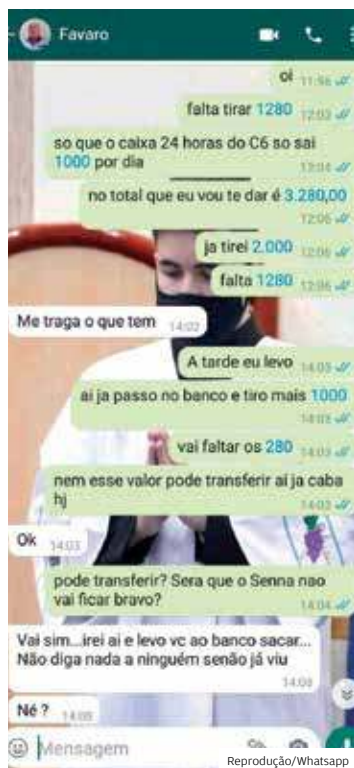 Favaro
oi 11:56
falta tirar 1280 12:03
so que o caixa 24 horas do C6 so sai
1000 por dia 12:04
no total que eu vou te dar é 3.280,00
12:06
ja tirei 2.000 12:06
falta 1280 12:06
Me traga o que tem 14:02
A tarde eu levo 14:03
ai ja passo no banco e tiro mais 1000
14:03
vai faltar os 280 14:03
nem esse valor pode transferir ai ja caba
hj 14:03
Ok 14:03
pode transferir? Sera que o Senna nao
vai ficar bravo? 14:04
Vai sim...irei ai e levo vc ao banco sacar...
Não diga nada a ninguém senão já viu
14:08
Né ? 14:08
Mensagem
Reprodução/Whatsapp